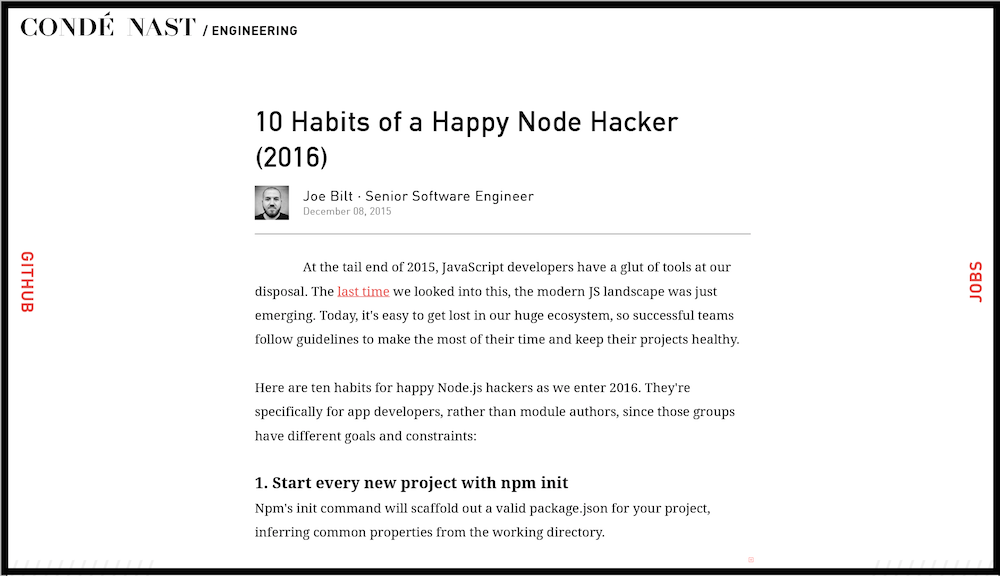 CONDÉ NAST / ENGINEERING
10 Habits of a Happy Node Hacker
(2016)
Joe Bilt · Senior Software Engineer
December 08, 2015
GITHUB
JOBS
At the tail end of 2015, JavaScript developers have a glut of tools at our
disposal. The last time we looked into this, the modern JS landscape was just
emerging. Today, it's easy to get lost in our huge ecosystem, so successful teams
follow guidelines to make the most of their time and keep their projects healthy.
Here are ten habits for happy Node.js hackers as we enter 2016. They're
specifically for app developers, rather than module authors, since those groups
have different goals and constraints:
1. Start every new project with npm init
Npm's init command will scaffold out a valid package.json for your project,
inferring common properties from the working directory.